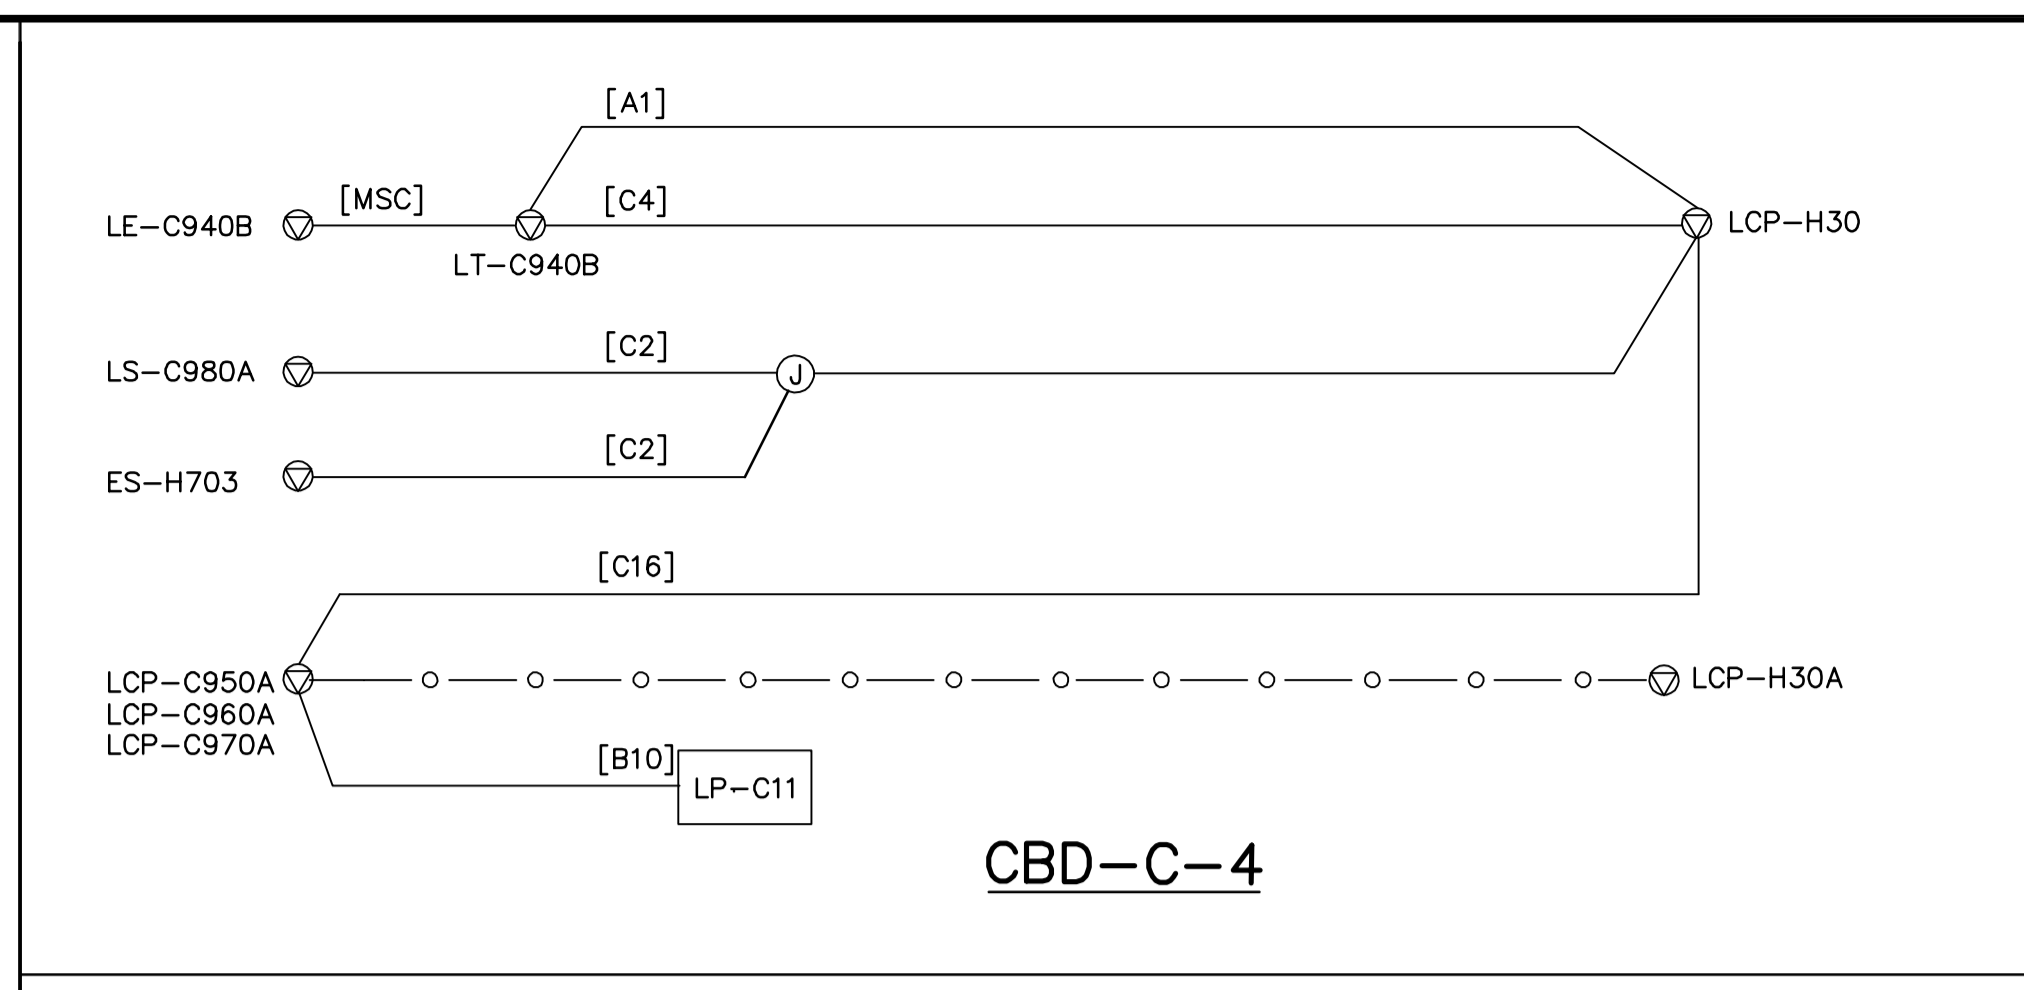 [A1]
[MSC]
[C4]
LE-C940B
LCP-H30
LT-C940B
[C2]
LS-C980A
J
[C2]
ES-H703
[C16]
LCP-C950A
LCP-H30A
LCP-C960A
LCP-C970A
[B10]
LP-C11
CBD-C-4